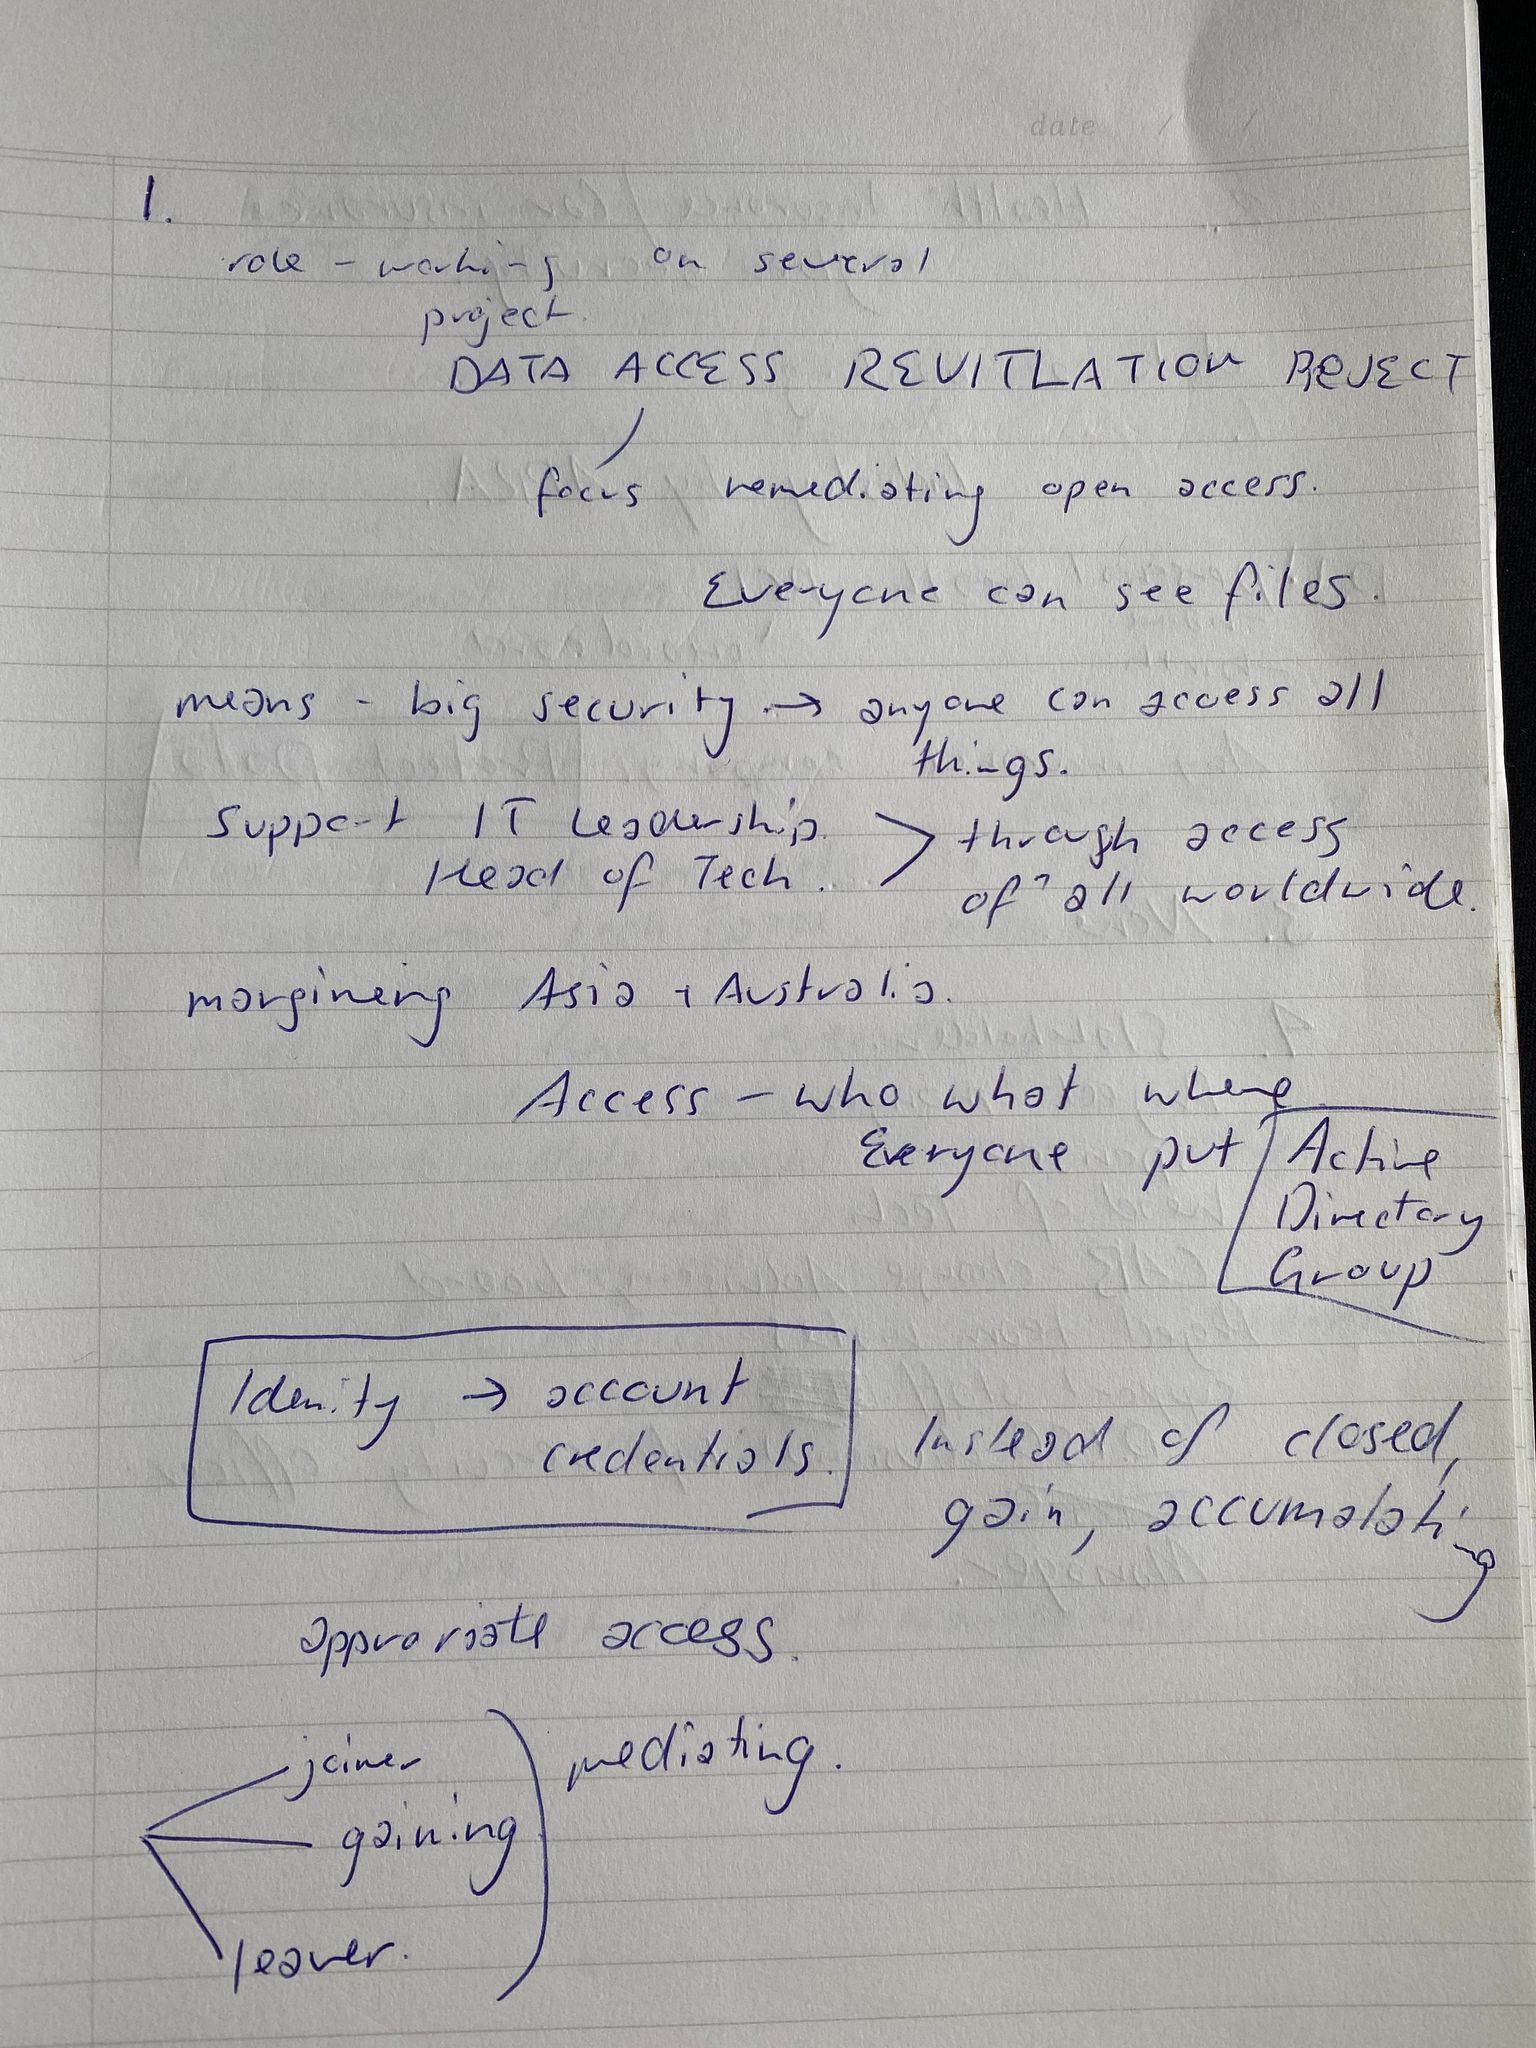 date / /
1.
role - working on several
project.
DATA ACCESS REVITLATION PROJECT
focus remediating open access.
Everyone can see files.
means - big security → anyone can access all
things.
Support IT Leadership. > through access
Head of Tech. of all worldwide.
margineing Asia + Australia.
Access - who what where
Everyone put Active
Directory
Group
Idenity → account
credentials.
Instead of closed,
gain, accumalating
approriate access.
joiner
gaining
leaver.
mediating.